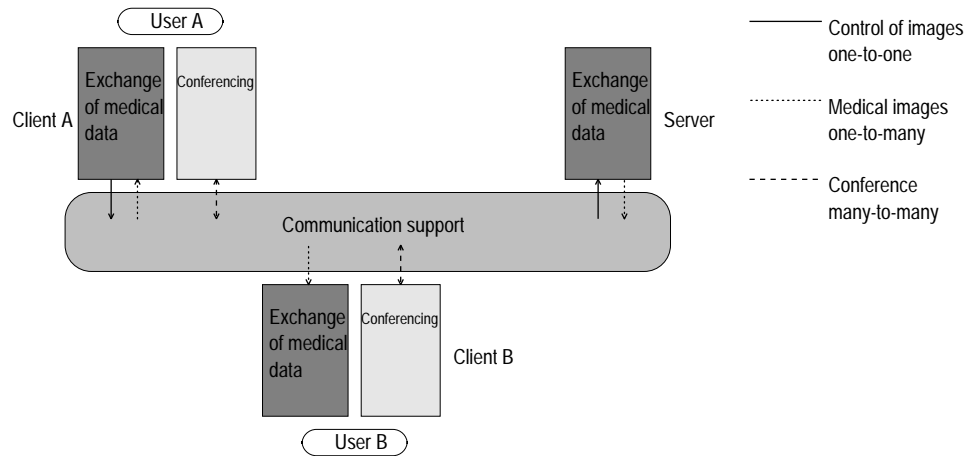 User A
Exchange
of medical
data
Conferencing
Client A
Exchange
of medical
data
Server
Control of images
one-to-one
Medical images
one-to-many
Conference
many-to-many
Communication support
Exchange
of medical
data
Conferencing
Client B
User B